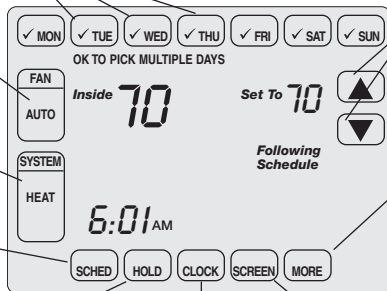 ✓ MON ✓ TUE ✓ WED ✓ THU ✓ FRI ✓ SAT ✓ SUN
OK TO PICK MULTIPLE DAYS
FAN
AUTO
Inside 70
Set To 70
Following
Schedule
SYSTEM
HEAT
6:01 AM
SCHED HOLD CLOCK SCREEN MORE